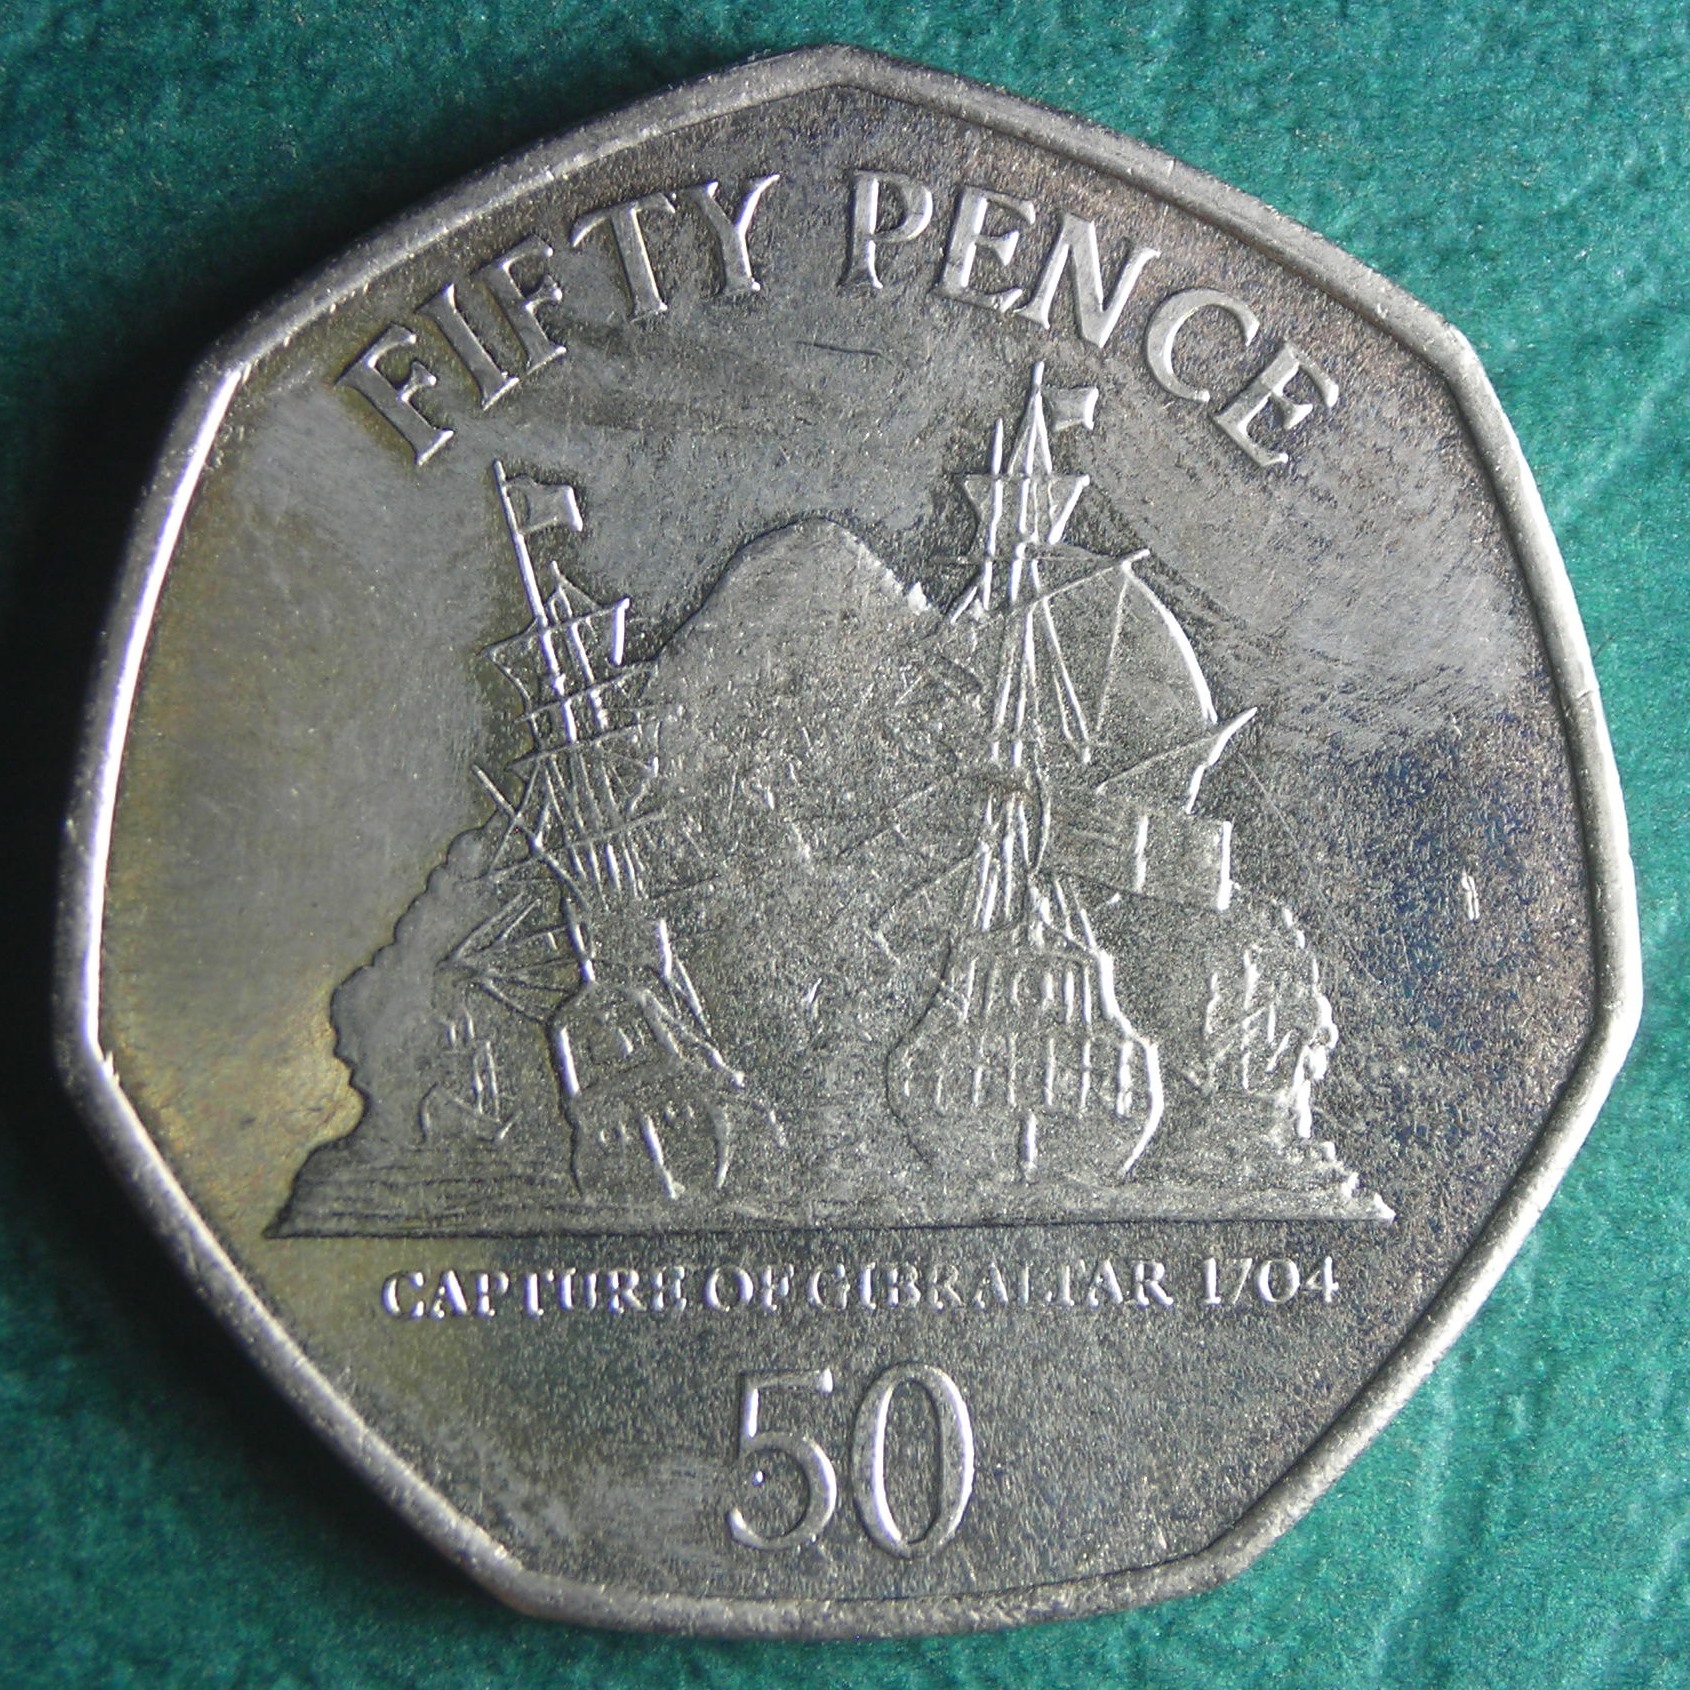 FIFTY PENCE
CAPTURE OF GIBRALTAR 1704
50